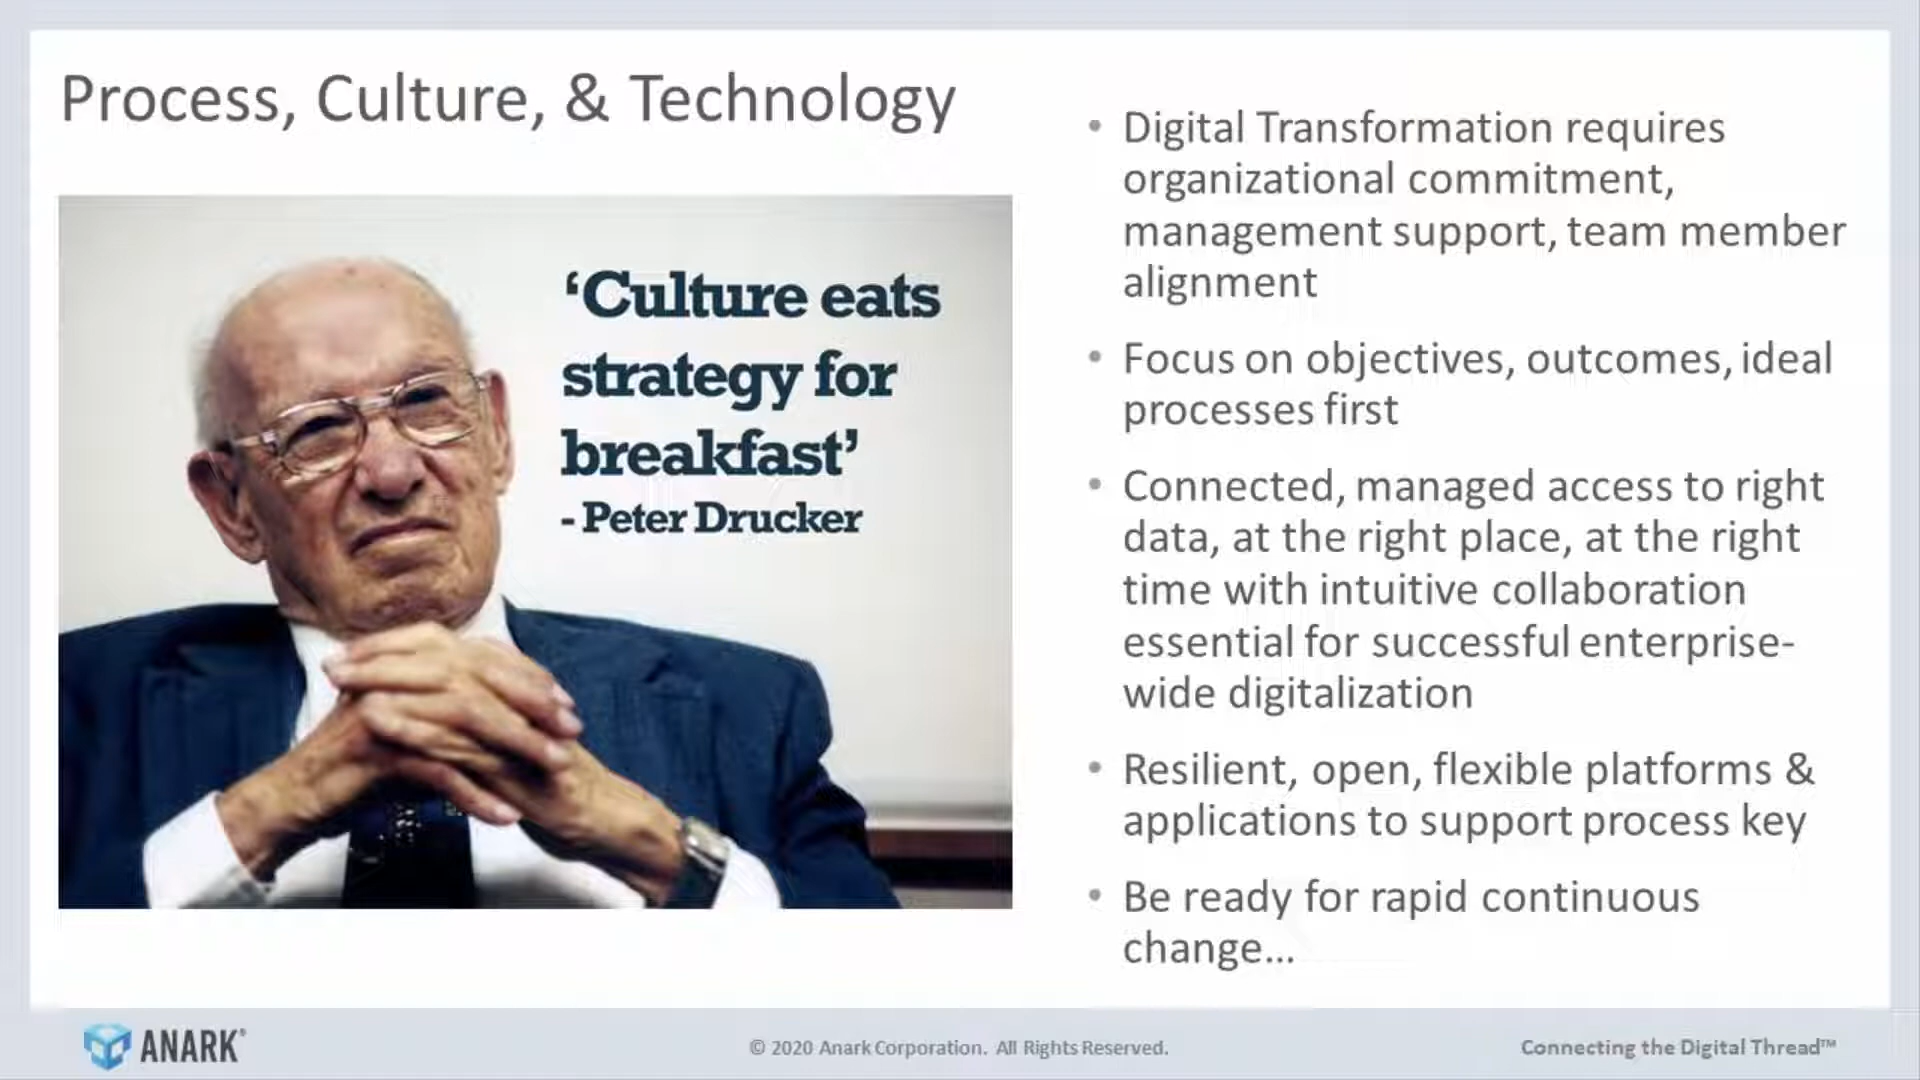 Process, Culture, & Technology
‘Culture eats
strategy for
breakfast’
- Peter Drucker
• Digital Transformation requires
organizational commitment,
management support, team member
alignment
• Focus on objectives, outcomes, ideal
processes first
• Connected, managed access to right
data, at the right place, at the right
time with intuitive collaboration
essential for successful enterprise-
wide digitalization
• Resilient, open, flexible platforms &
applications to support process key
• Be ready for rapid continuous
change...
ANARK®
© 2020 Anark Corporation. All Rights Reserved.
Connecting the Digital Thread™